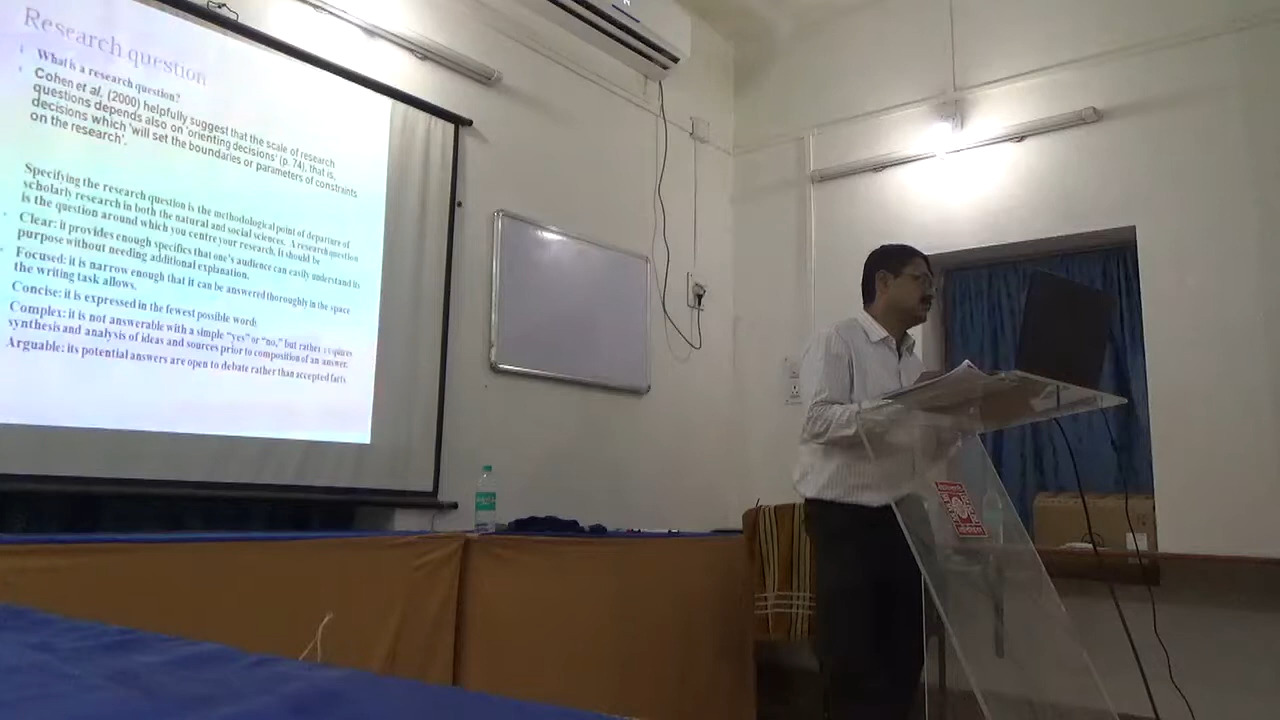 Research question
What is a research question?
Cohen et al. (2000) helpfully suggest that the scale of research
questions depends also on 'orienting decisions' (p. 74), that is,
decisions which 'will set the boundaries or parameters of constraints
on the research'.
Specifying the research question is the methodological point of departure of
scholarly research in both the natural and social sciences. A research question
is the question around which you centre your research. It should be
Clear: it provides enough specifics that one's audience can easily understand its
purpose without needing additional explanation.
Focused: it is narrow enough that it can be answered thoroughly in the space
the writing task allows.
Concise: it is expressed in the fewest possible words
Complex: it is not answerable with a simple "yes" or "no," but rather requires
synthesis and analysis of ideas and sources prior to composition of an answer.
Arguable: its potential answers are open to debate rather than accepted facts